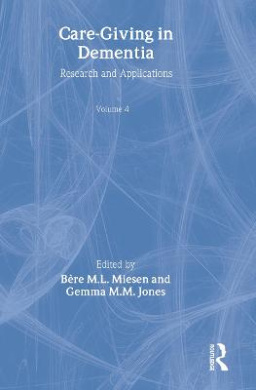 Care-Giving in
Dementia
Research and Applications
Volume 4
Edited by
Bère M.L. Miesen and
Gemma M.M. Jones
Routledge